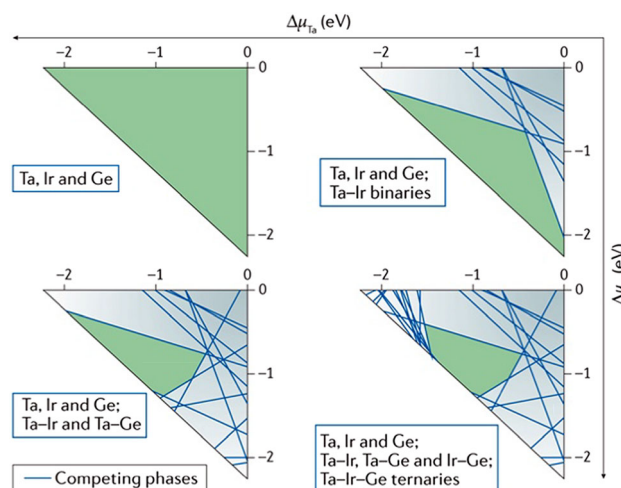 Δμ_Ta (eV)
−2 −1 0
0
−1
−2
Ta, Ir and Ge
−2 −1 0
0
−1
−2
Ta, Ir and Ge;
Ta–Ir binaries
−2 −1 0
0
−1
−2
Ta, Ir and Ge;
Ta–Ir and Ta–Ge
Competing phases
−2 −1 0
0
−1
−2
Ta, Ir and Ge;
Ta–Ir, Ta–Ge and Ir–Ge;
Ta–Ir–Ge ternaries
(eV)